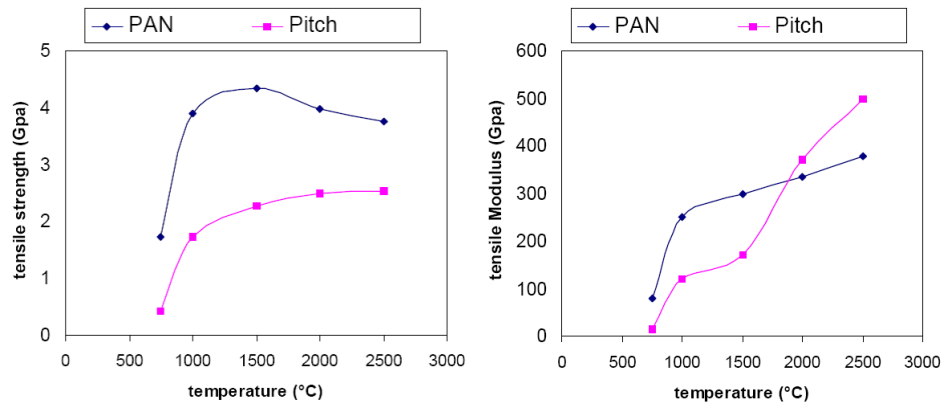 PAN Pitch
5
4
3
2
1
0
tensile strength (Gpa)
0 500 1000 1500 2000 2500 3000
temperature (°C)
PAN Pitch
600
500
400
300
200
100
0
tensile Modulus (Gpa)
0 500 1000 1500 2000 2500 3000
temperature (°C)